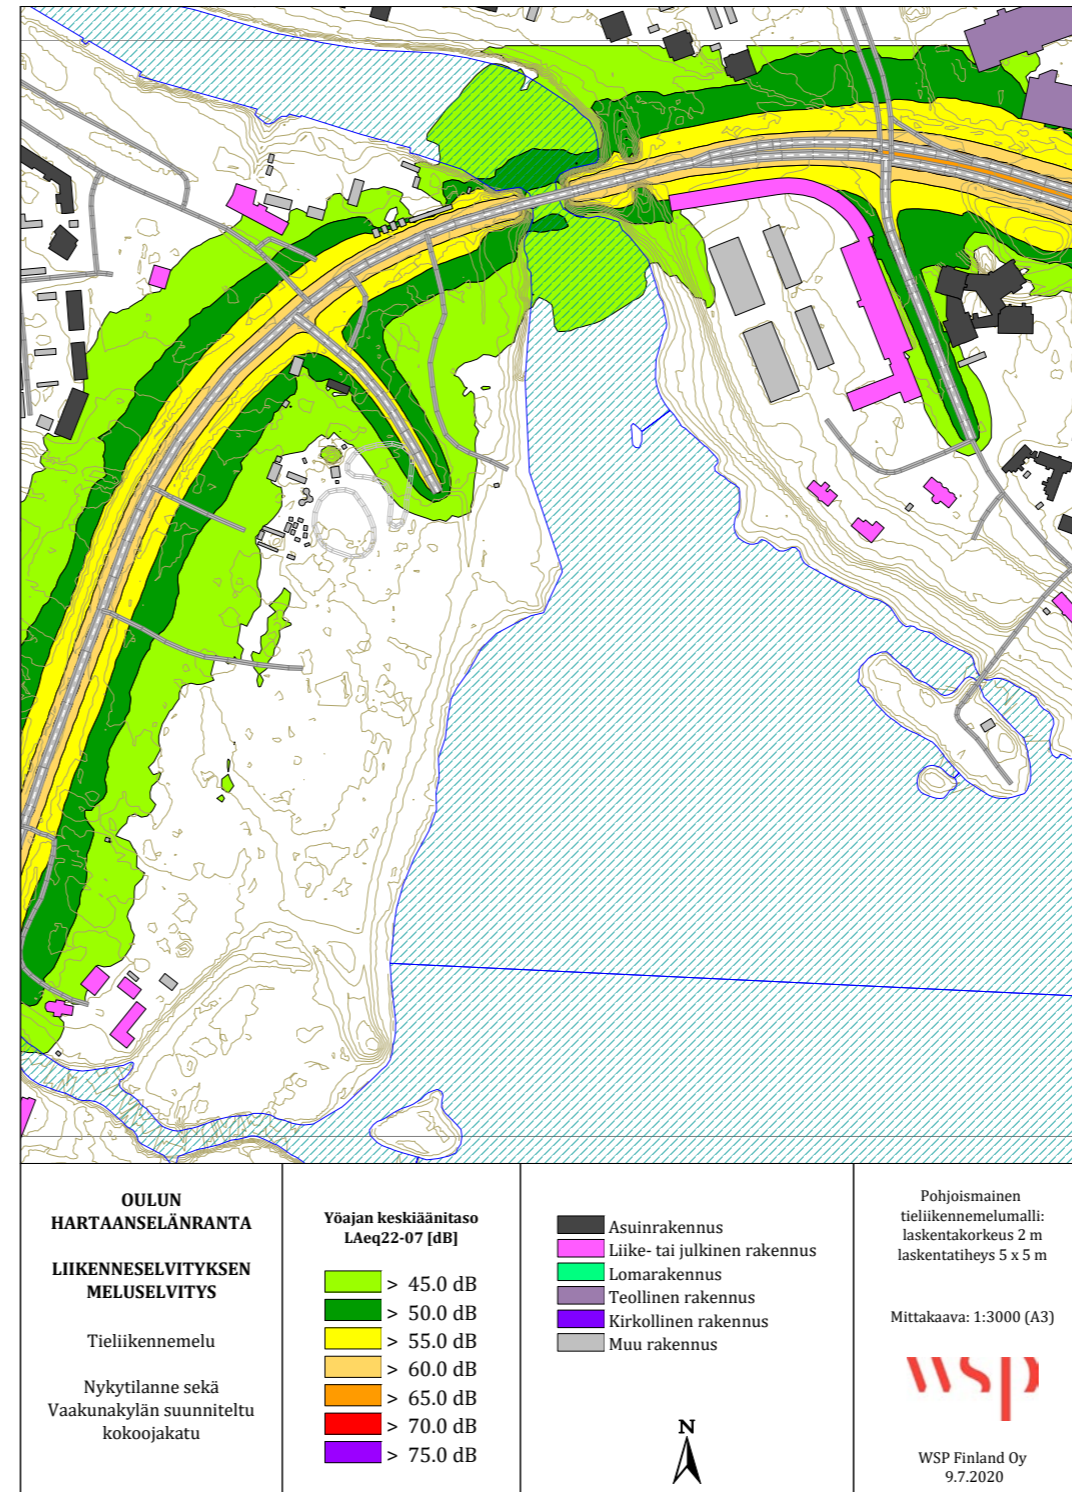 OULUN
HARTAANSELÄNRANTA
LIIKENNESELVITYKSEN
MELUSELVITYS
Tieliikennemelu
Nykytilanne sekä
Vaakunakylän suunniteltu
kokoojakatu
Yöajan keskiäänitaso
LAeq22-07 [dB]
> 45.0 dB
> 50.0 dB
> 55.0 dB
> 60.0 dB
> 65.0 dB
> 70.0 dB
> 75.0 dB
Asuinrakennus
Liike- tai julkinen rakennus
Lomarakennus
Teollinen rakennus
Kirkollinen rakennus
Muu rakennus
N
Pohjoismainen
tieliikennemelumalli:
laskentakorkeus 2 m
laskentatiheys 5 x 5 m
Mittakaava: 1:3000 (A3)
wsp
WSP Finland Oy
9.7.2020